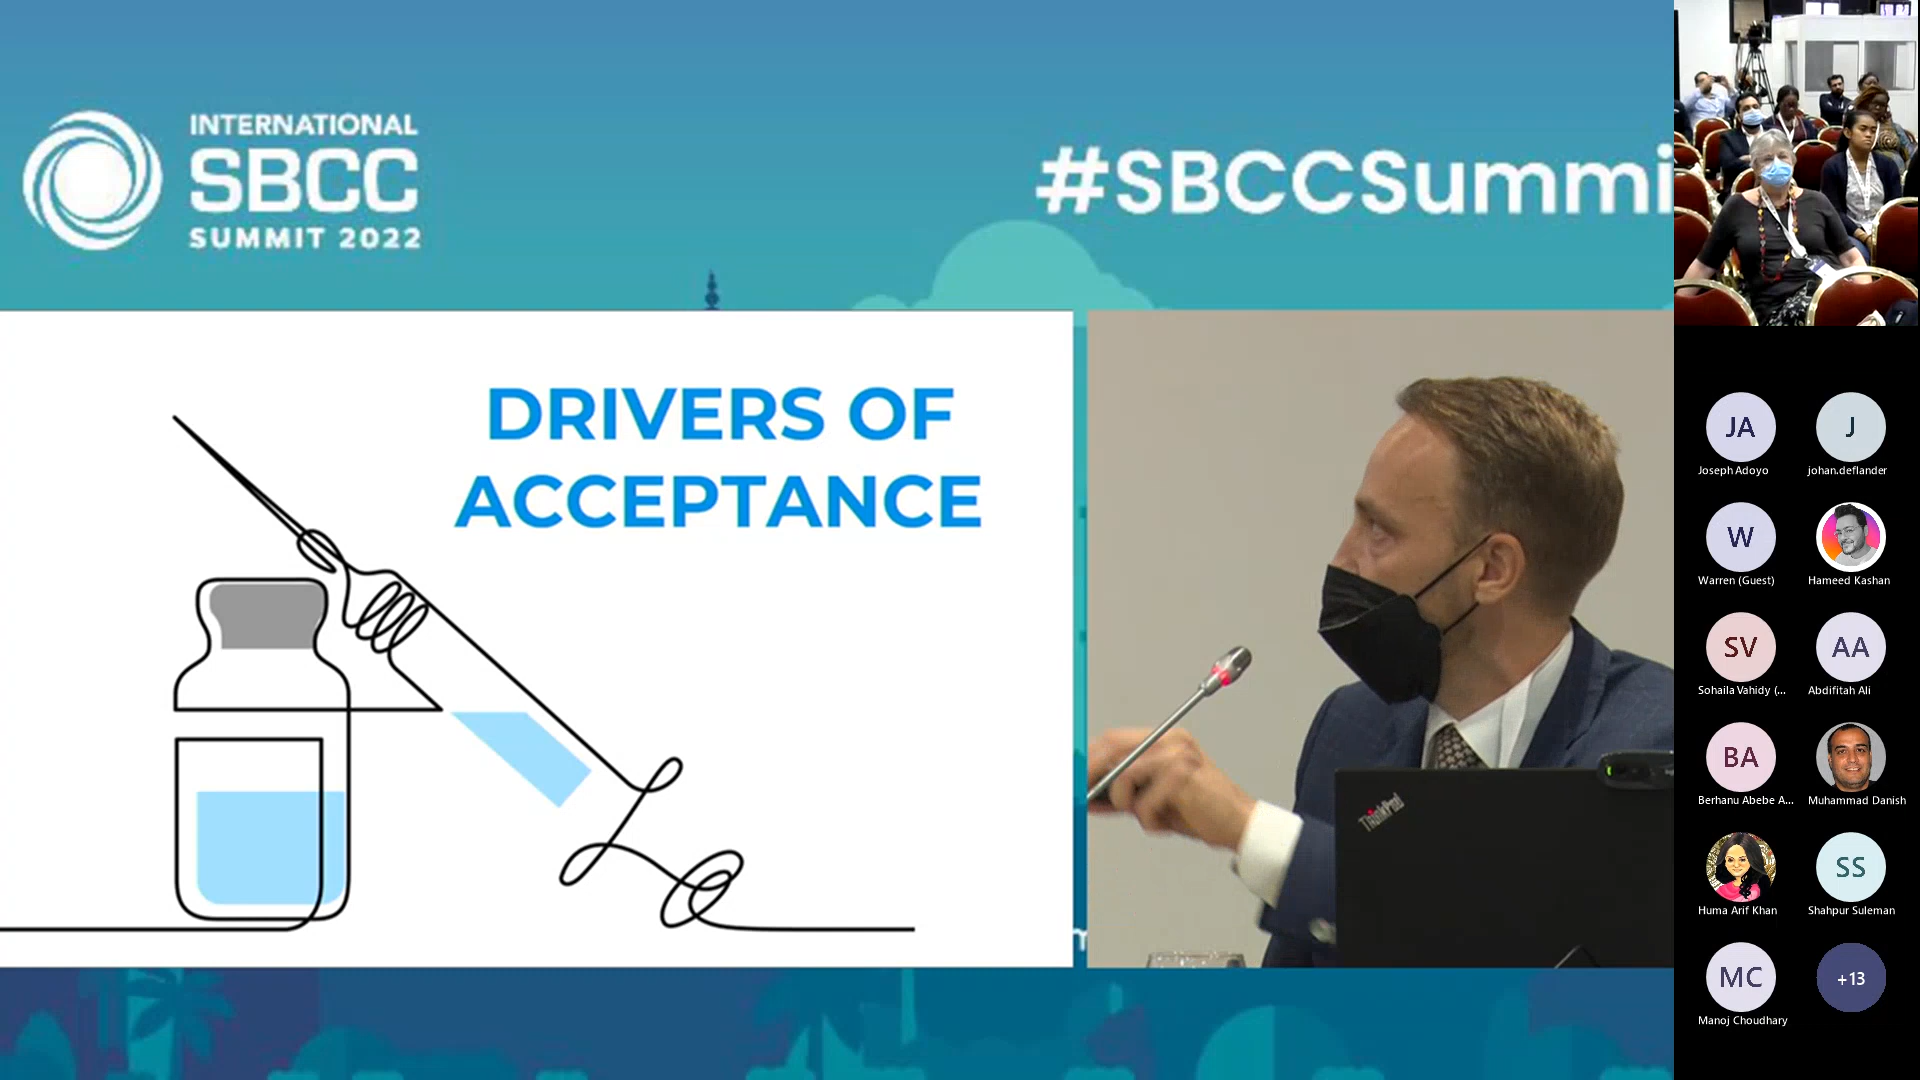 INTERNATIONAL
SBCC
SUMMIT 2022
#SBCCSummi
DRIVERS OF
ACCEPTANCE
ThinkPad
JA
Joseph Adoyo
J
johan.deflander
W
Warren (Guest)
Hameed Kashan
SV
Sohaila Vahidy (...
AA
Abdifitah Ali
BA
Berhanu Abebe A...
Muhammad Danish
Huma Arif Khan
SS
Shahpur Suleman
MC
Manoj Choudhary
+13